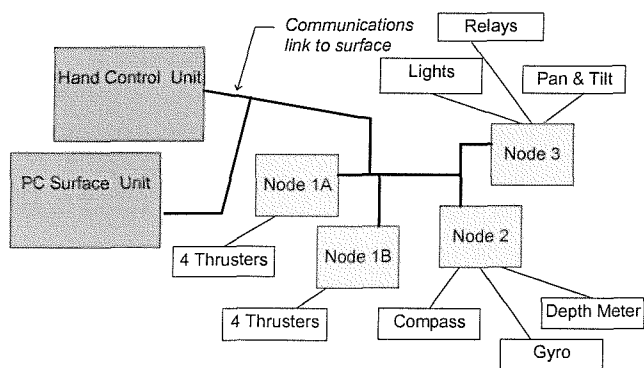 Communications
link to surface
Relays
Hand Control Unit
Lights
Pan & Tilt
Node 3
PC Surface Unit
Node 1A
Node 1B
Node 2
4 Thrusters
4 Thrusters
Compass
Depth Meter
Gyro